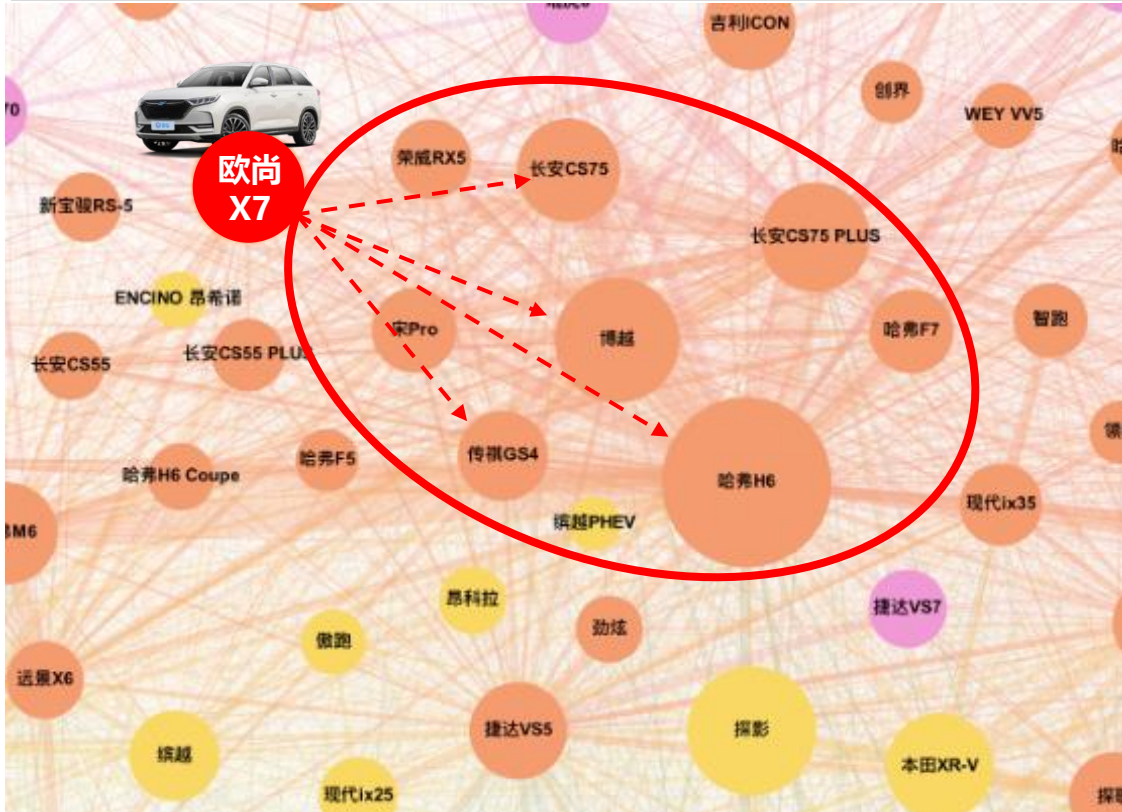 吉利ICON
创界
WEY VV5
荣威RX5
长安CS75
欧尚
X7
新宝骏RS-5
长安CS75 PLUS
ENCINO 昂希诺
宋Pro
博越
哈弗F7
智跑
长安CS55
长安CS55 PLUS
哈弗H6 Coupe
哈弗F5
传祺GS4
哈弗H6
现代ix35
缤越PHEV
M6
昂科拉
捷达VS7
傲跑
劲炫
远景X6
捷达VS5
探影
缤越
本田XR-V
现代ix25